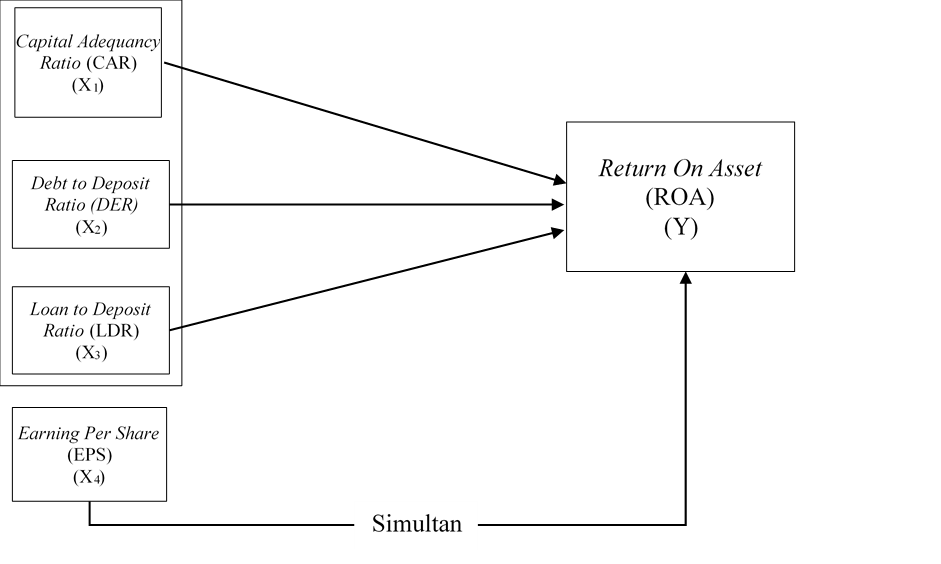 Capital Adequancy
Ratio (CAR)
(X₁)
Debt to Deposit
Ratio (DER)
(X₂)
Loan to Deposit
Ratio (LDR)
(X₃)
Earning Per Share
(EPS)
(X₄)
Return On Asset
(ROA)
(Y)
Simultan